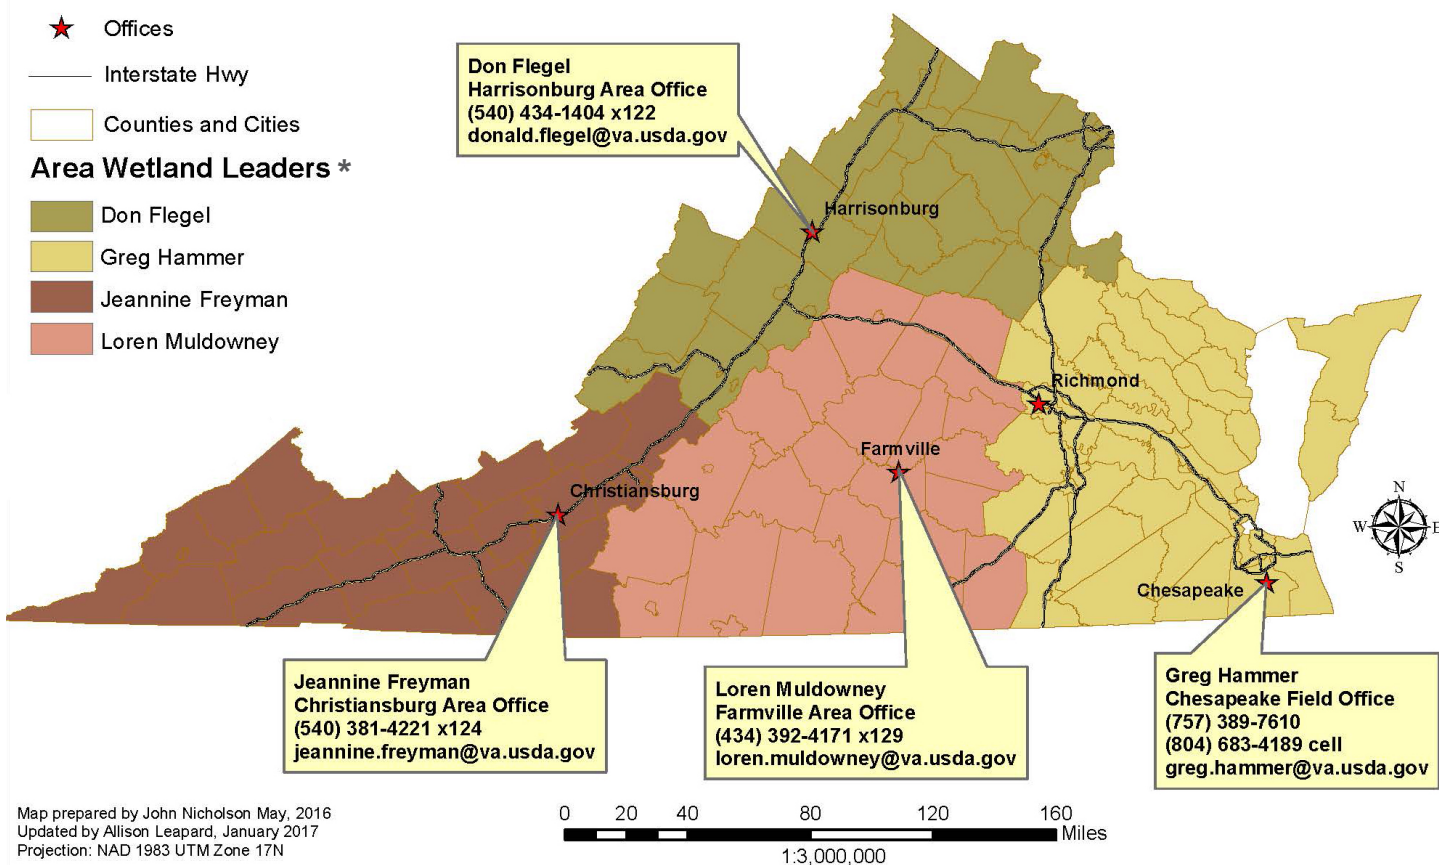 Offices
Interstate Hwy
Counties and Cities
Area Wetland Leaders *
Don Flegel
Greg Hammer
Jeannine Freyman
Loren Muldowney
Don Flegel
Harrisonburg Area Office
(540) 434-1404 x122
donald.flegel@va.usda.gov
Harrisonburg
Richmond
Farmville
Christiansburg
Chesapeake
N
W E
S
Jeannine Freyman
Christiansburg Area Office
(540) 381-4221 x124
jeannine.freyman@va.usda.gov
Loren Muldowney
Farmville Area Office
(434) 392-4171 x129
loren.muldowney@va.usda.gov
Greg Hammer
Chesapeake Field Office
(757) 389-7610
(804) 683-4189 cell
greg.hammer@va.usda.gov
Map prepared by John Nicholson May, 2016
Updated by Allison Leapard, January 2017
Projection: NAD 1983 UTM Zone 17N
0 20 40 80 120 160
Miles
1:3,000,000